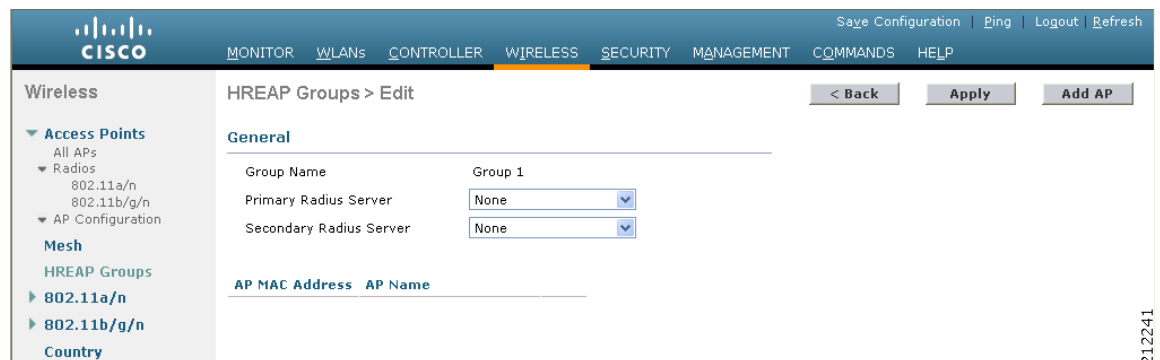 Save Configuration | Ping | Logout | Refresh
CISCO
MONITOR WLANs CONTROLLER WIRELESS SECURITY MANAGEMENT COMMANDS HELP
Wireless
Access Points
All APs
Radios
802.11a/n
802.11b/g/n
AP Configuration
Mesh
HREAP Groups
802.11a/n
802.11b/g/n
Country
HREAP Groups > Edit
< Back
Apply
Add AP
General
Group Name Group 1
Primary Radius Server None
Secondary Radius Server None
AP MAC Address AP Name
212241